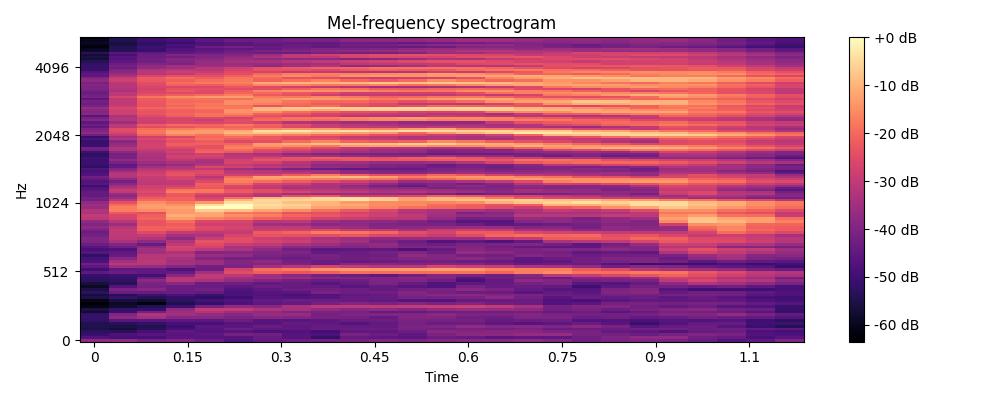 Mel-frequency spectrogram
Hz
4096
2048
1024
512
0
0 0.15 0.3 0.45 0.6 0.75 0.9 1.1
Time
+0 dB
-10 dB
-20 dB
-30 dB
-40 dB
-50 dB
-60 dB